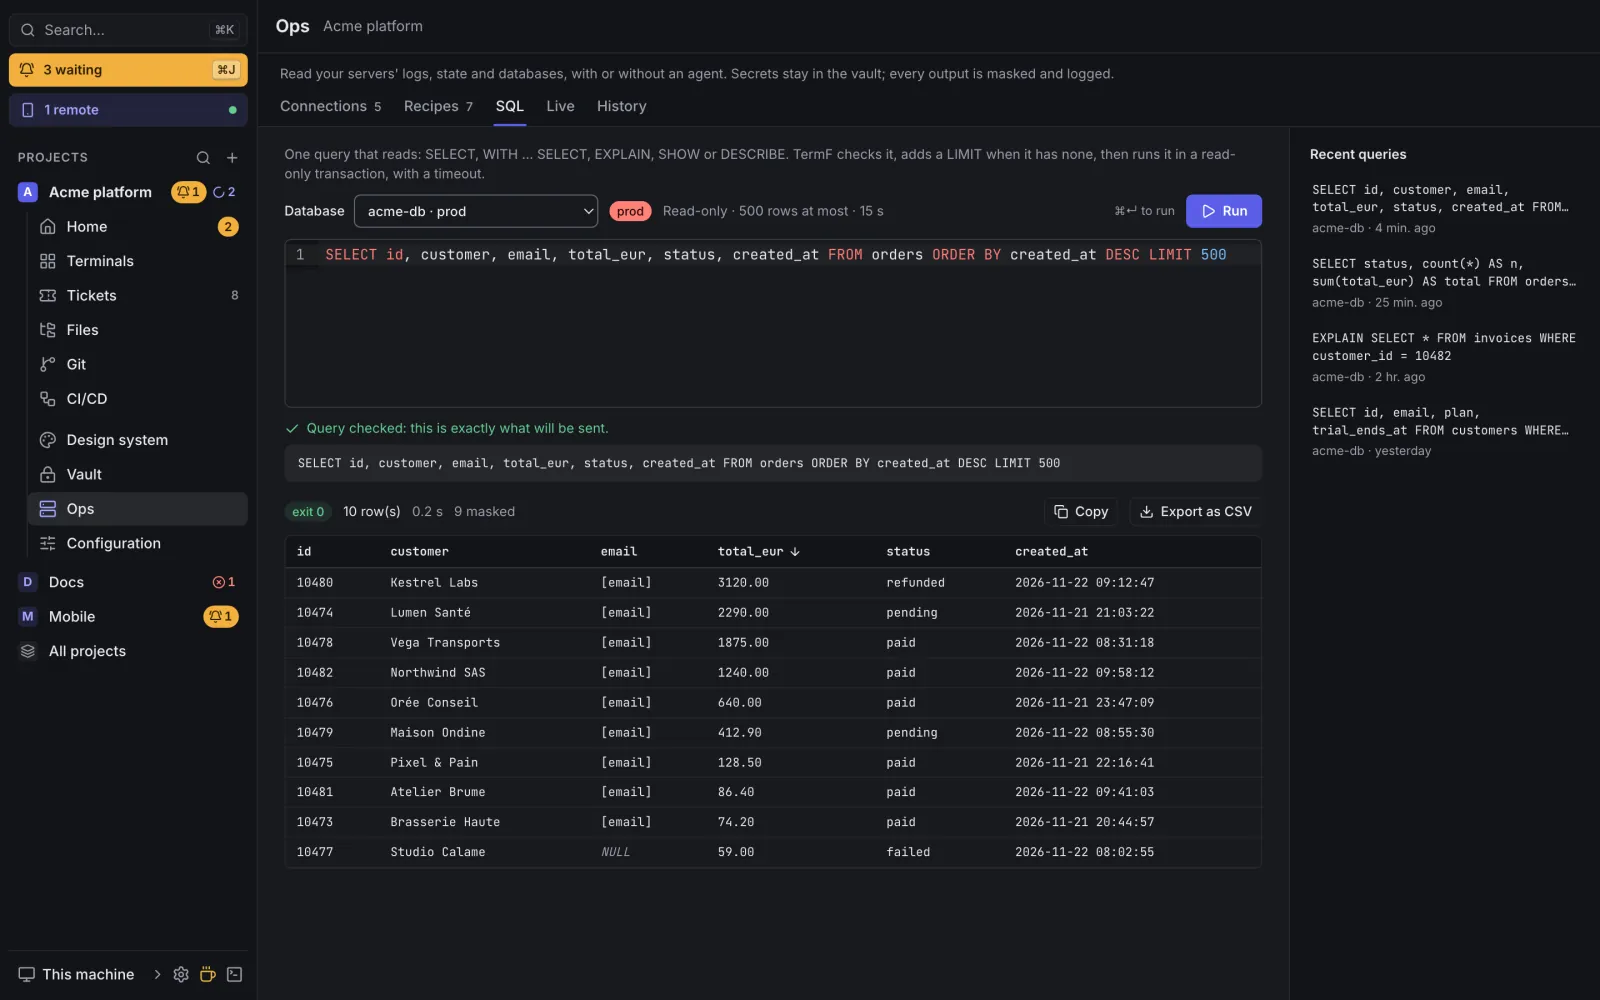 Search...
⌘K
3 waiting
⌘J
1 remote
PROJECTS
A Acme platform 1 2
Home 2
Terminals
Tickets 8
Files
Git
CI/CD
Design system
Vault
Ops
Configuration
D Docs 1
M Mobile 1
All projects
This machine
Ops Acme platform
Read your servers' logs, state and databases, with or without an agent. Secrets stay in the vault; every output is masked and logged.
Connections 5 Recipes 7 SQL Live History
One query that reads: SELECT, WITH ... SELECT, EXPLAIN, SHOW or DESCRIBE. TermF checks it, adds a LIMIT when it has none, then runs it in a read-
only transaction, with a timeout.
Database acme-db · prod prod Read-only · 500 rows at most · 15 s ⌘↵ to run Run
1 SELECT id, customer, email, total_eur, status, created_at FROM orders ORDER BY created_at DESC LIMIT 500
Query checked: this is exactly what will be sent.
SELECT id, customer, email, total_eur, status, created_at FROM orders ORDER BY created_at DESC LIMIT 500
exit 0 10 row(s) 0.2 s 9 masked Copy Export as CSV
id customer email total_eur ↓ status created_at
10480 Kestrel Labs [email] 3120.00 refunded 2026-11-22 09:12:47
10474 Lumen Santé [email] 2290.00 pending 2026-11-21 21:03:22
10478 Vega Transports [email] 1875.00 paid 2026-11-22 08:31:18
10482 Northwind SAS [email] 1240.00 paid 2026-11-22 09:58:12
10476 Orée Conseil [email] 640.00 paid 2026-11-21 23:47:09
10479 Maison Ondine [email] 412.90 pending 2026-11-22 08:55:30
10475 Pixel & Pain [email] 128.50 paid 2026-11-21 22:16:41
10481 Atelier Brume [email] 86.40 paid 2026-11-22 09:41:03
10473 Brasserie Haute [email] 74.20 paid 2026-11-21 20:44:57
10477 Studio Calame NULL 59.00 failed 2026-11-22 08:02:55
Recent queries
SELECT id, customer, email,
total_eur, status, created_at FROM…
acme-db · 4 min. ago
SELECT status, count(*) AS n,
sum(total_eur) AS total FROM orders…
acme-db · 25 min. ago
EXPLAIN SELECT * FROM invoices WHERE
customer_id = 10482
acme-db · 2 hr. ago
SELECT id, email, plan,
trial_ends_at FROM customers WHERE…
acme-db · yesterday